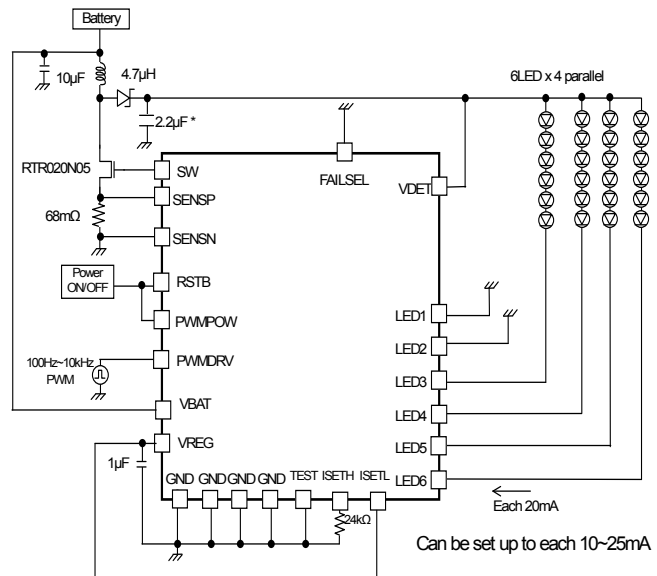 Battery
10μF
4.7μH
6LED x 4 parallel
2.2μF *
RTR020N05
SW
FAILSEL
VDET
SENSP
68mΩ
SENSN
Power
ON/OFF
RSTB
LED1
PWMPOW
LED2
100Hz~10kHz
PWM
PWMDRV
LED3
VBAT
LED4
VREG
LED5
1μF
GND GND GND GND TEST ISETH ISETL
LED6
24kΩ
Each 20mA
Can be set up to each 10~25mA